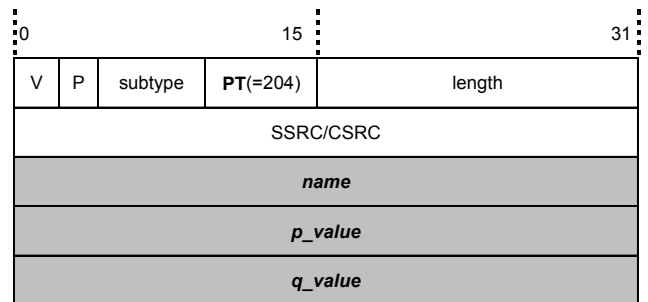 0 15 31
V P subtype PT(=204) length
SSRC/CSRC
name
p_value
q_value